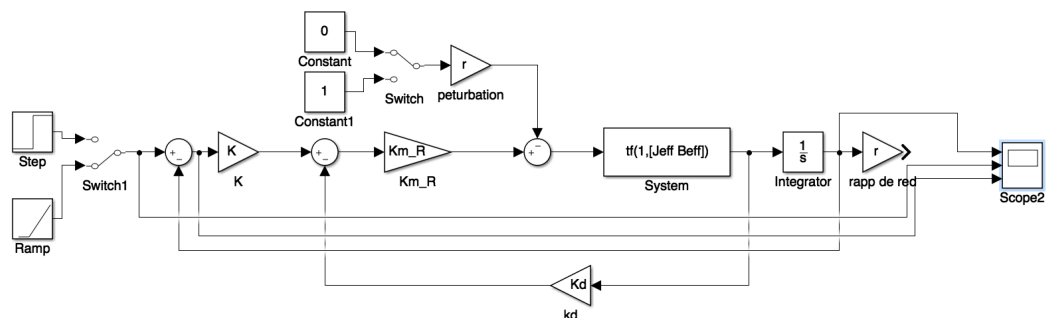 0
Constant
1
Constant1
Switch
r
peturbation
Step
Switch1
Ramp
+
−
K
K
+
−
Km_R
Km_R
+
−
tf(1,[Jeff Beff])
System
1
s
Integrator
r
rapp de red
Scope2
Kd
kd